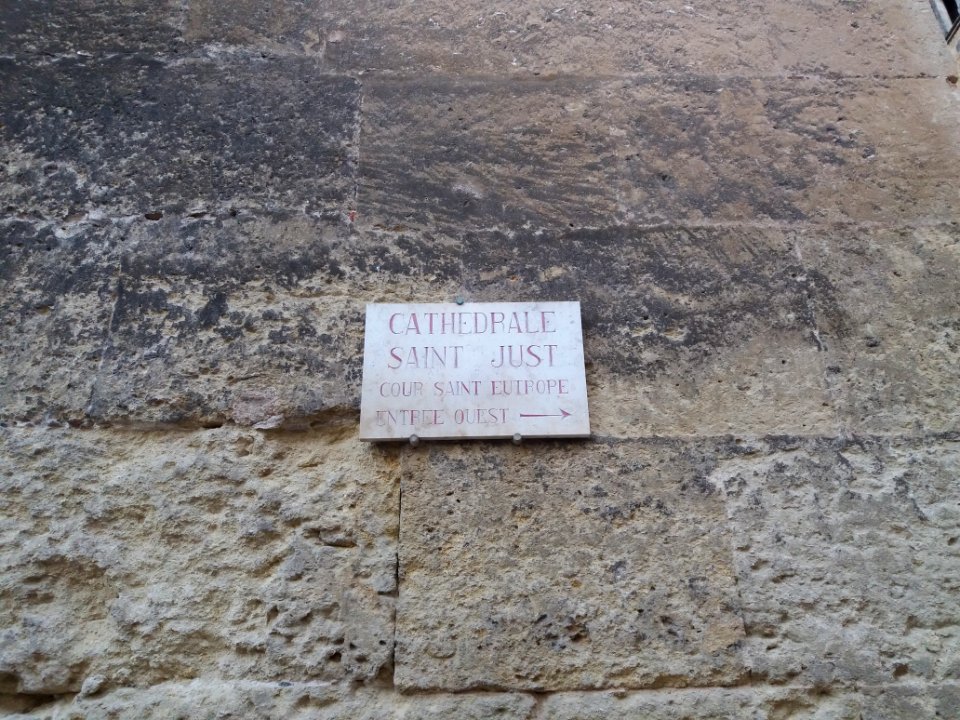 CATHEDRALE
SAINT JUST
COUR SAINT EUTROPE
ENTREE OUEST